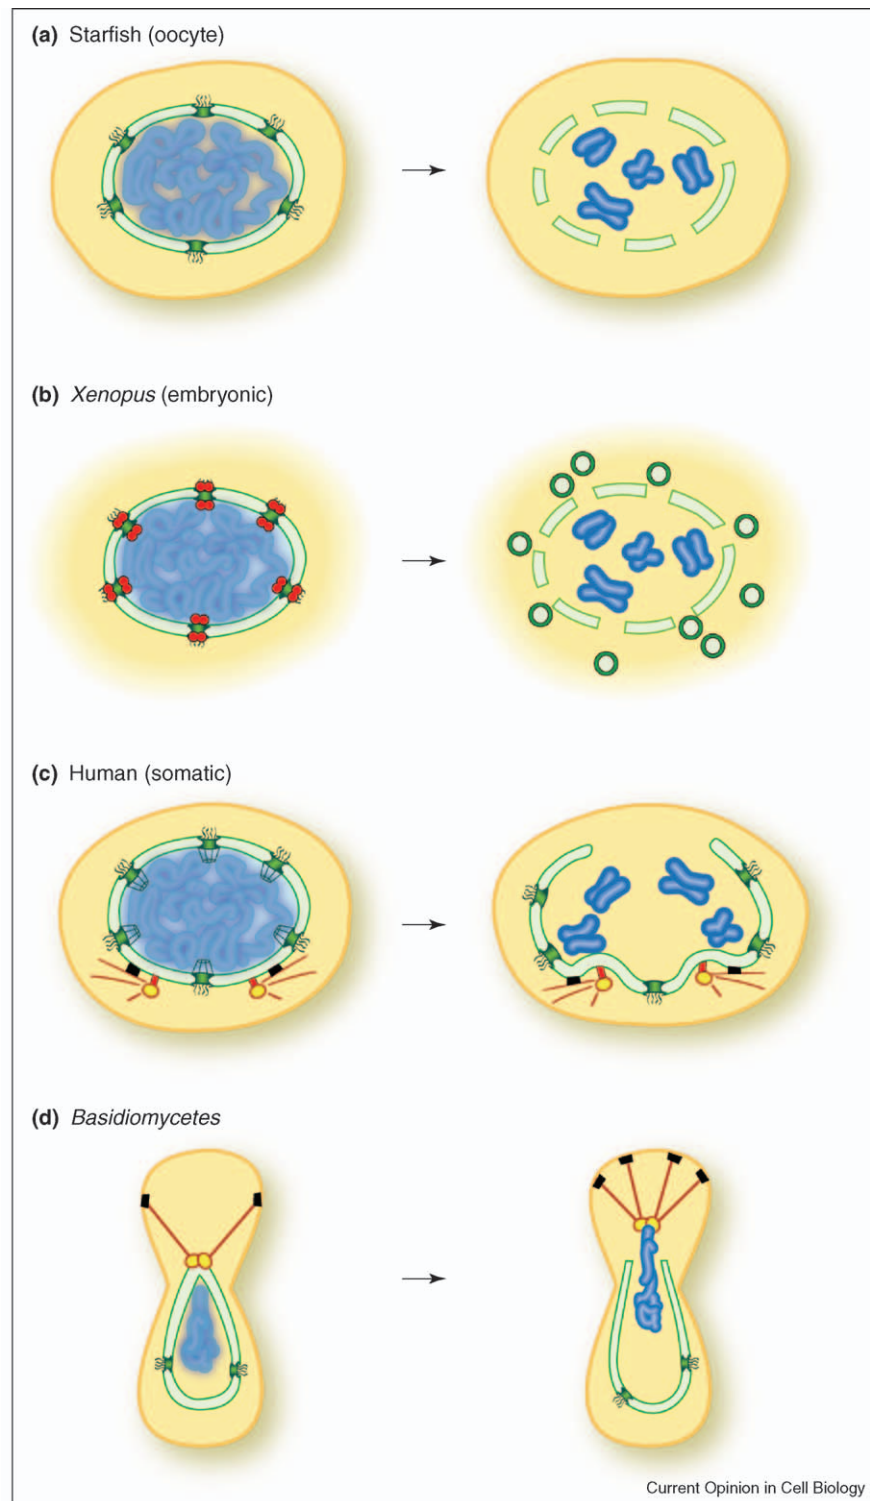 (a) Starfish (oocyte)
(b) Xenopus (embryonic)
(c) Human (somatic)
(d) Basidiomycetes
Current Opinion in Cell Biology